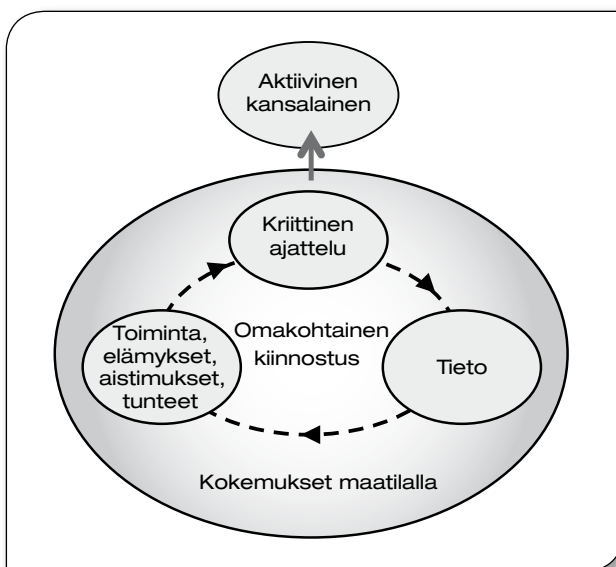 Aktiivinen
kansalainen
Kriittinen
ajattelu
Toiminta,
elämykset,
aistimukset,
tunteet
Omakohtainen
kiinnostus
Tieto
Kokemukset maatilalla